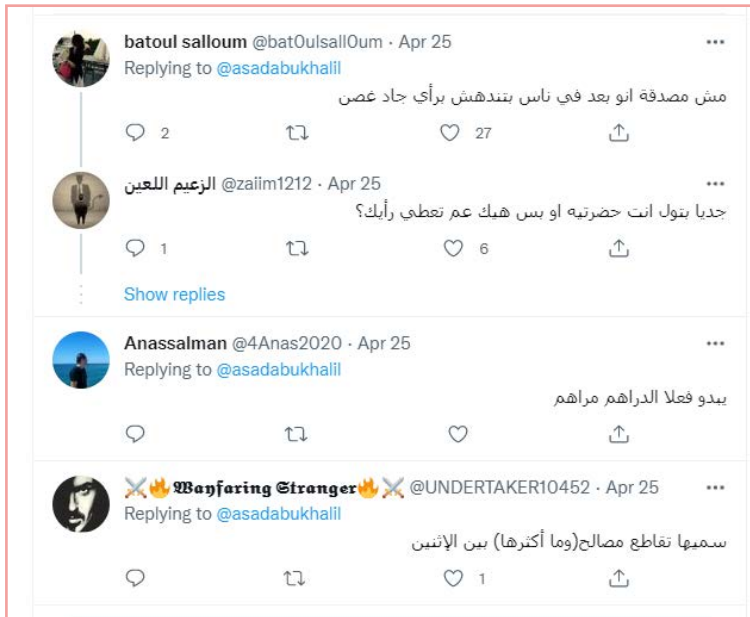 batoul salloum @bat0ulsall0um · Apr 25
Replying to @asadabukhalil
مش مصدقة انو بعد في ناس بتندهش برأي جاد غصن
2 27
الزعيم اللعين @zaiim1212 · Apr 25
جديا بتول انت حضرتيه او بس هيك عم تعطي رأيك؟
1 6
Show replies
Anassalman @4Anas2020 · Apr 25
Replying to @asadabukhalil
يبدو فعلا الدراهم مراهم
⚔️🔥𝖂𝖆𝖞𝖋𝖆𝖗𝖎𝖓𝖌 𝕾𝖙𝖗𝖆𝖓𝖌𝖊𝖗🔥⚔️ @UNDERTAKER10452 · Apr 25
Replying to @asadabukhalil
سميها تقاطع مصالح(وما أكثرها) بين الإثنين
1